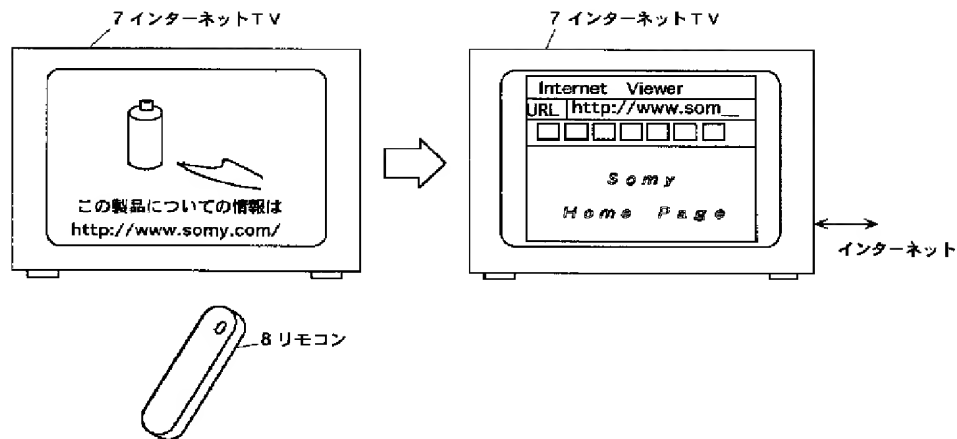 7 インターネットTV
この製品についての情報は
http://www.somy.com/
8 リモコン
7 インターネットTV
Internet Viewer
URL http://www.som__
Somy
Home Page
インターネット